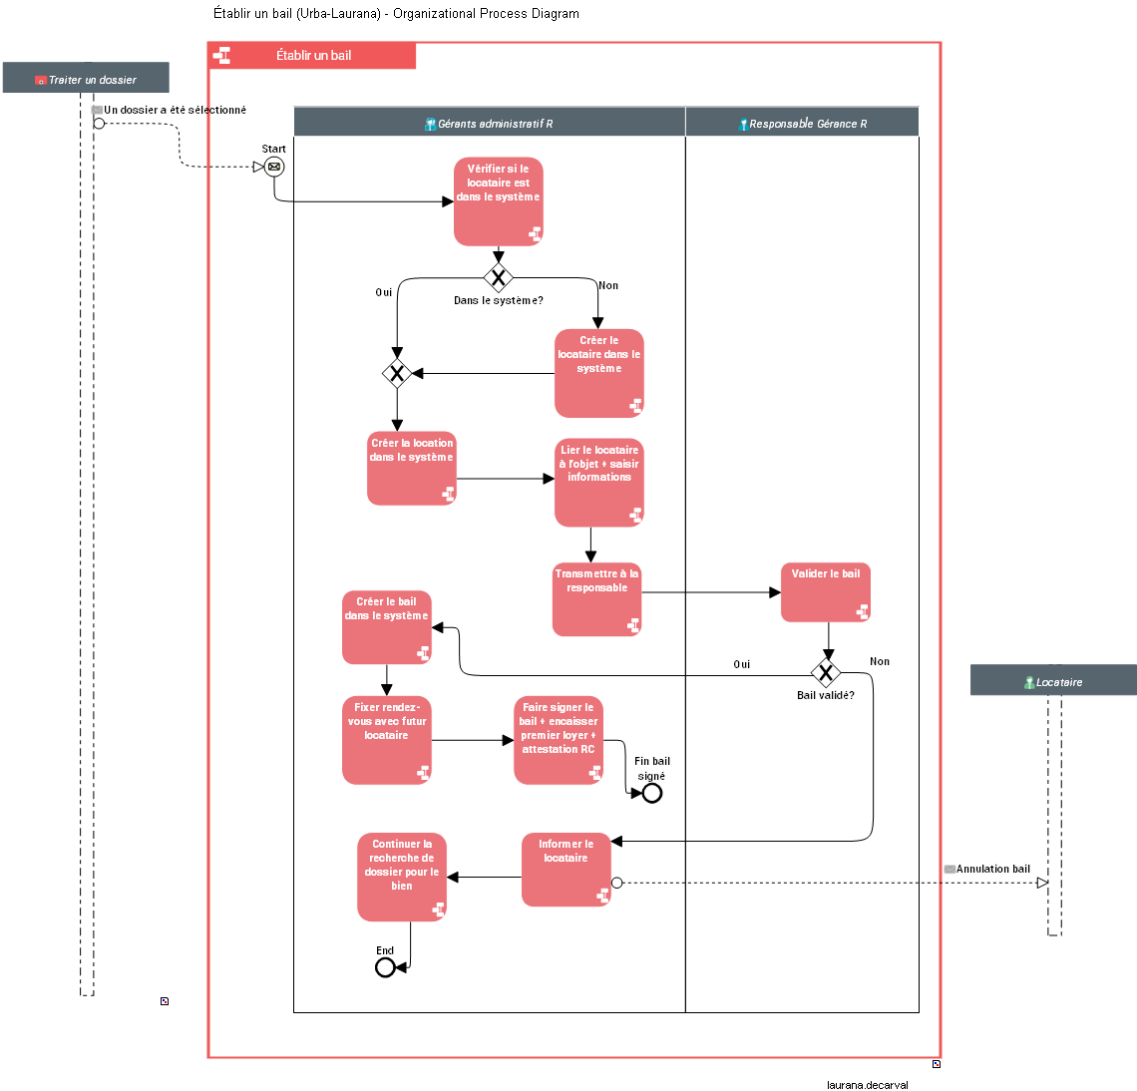 Établir un bail (Urba-Laurana) - Organizational Process Diagram
Établir un bail
Traiter un dossier
Un dossier a été sélectionné
Gérants administratif R
Responsable Gérance R
Start
Vérifier si le
locataire est
dans le système
Dans le système?
Oui
Non
Créer le
locataire dans le
système
Créer la location
dans le système
Lier le locataire
à l'objet + saisir
informations
Transmettre à la
responsable
Valider le bail
Créer le bail
dans le système
Oui
Non
Bail validé?
Locataire
Fixer rendez-
vous avec futur
locataire
Faire signer le
bail + encaisser
premier loyer +
attestation RC
Fin bail
signé
Continuer la
recherche de
dossier pour le
bien
Informer le
locataire
Annulation bail
End
laurana.decarval